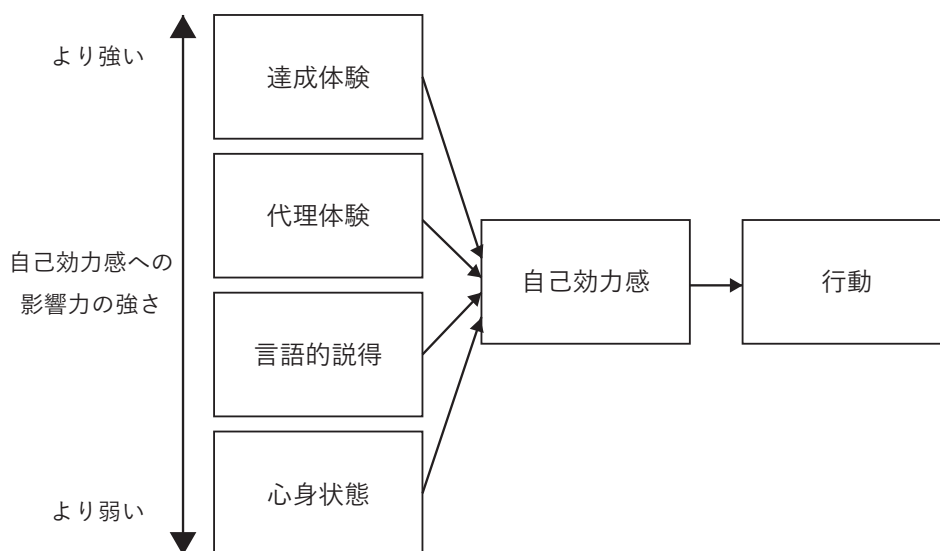 より強い
達成体験
代理体験
自己効力感への
影響力の強さ
自己効力感
行動
言語的説得
心身状態
より弱い